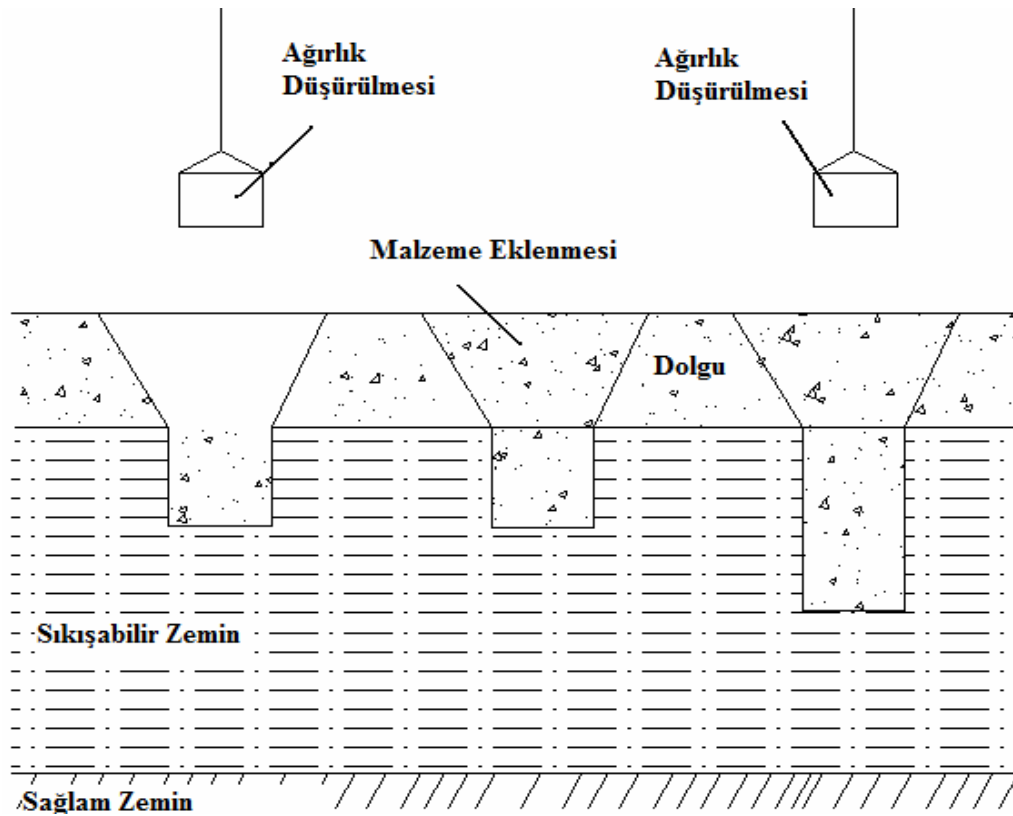 Ağırlık
Düşürülmesi
Ağırlık
Düşürülmesi
Malzeme Eklenmesi
Dolgu
Sıkışabilir Zemin
Sağlam Zemin